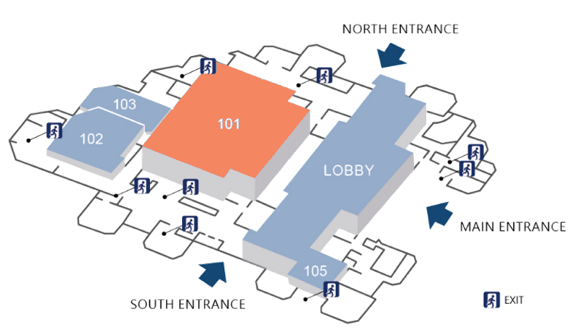 NORTH ENTRANCE
103
101
102
LOBBY
MAIN ENTRANCE
105
SOUTH ENTRANCE
EXIT